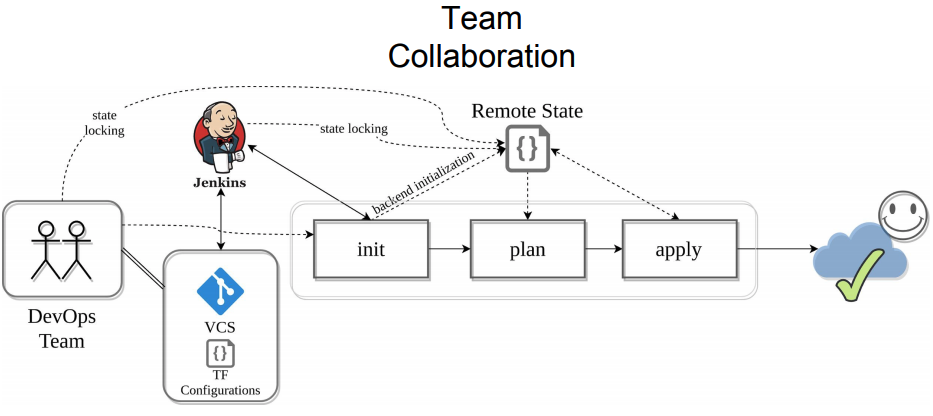 Team
Collaboration
state
locking
Remote State
state locking
backend initialization
Jenkins
init
plan
apply
DevOps
Team
VCS
{}
TF
Configurations
{}